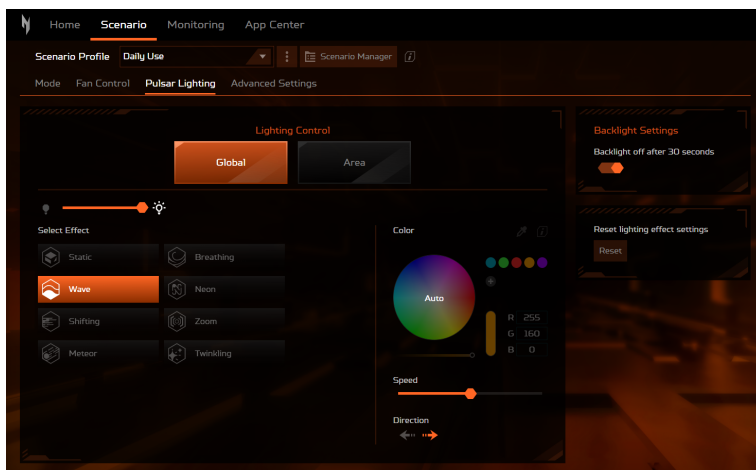 Home Scenario Monitoring App Center
Scenario Profile Daily Use Scenario Manager i
Mode Fan Control Pulsar Lighting Advanced Settings
Lighting Control
Global Area
Select Effect
Static Breathing
Wave Neon
Shifting Zoom
Meteor Twinkling
Color i
Auto
R 255
G 160
B 0
Speed
Direction
Backlight Settings
Backlight off after 30 seconds
Reset lighting effect settings
Reset